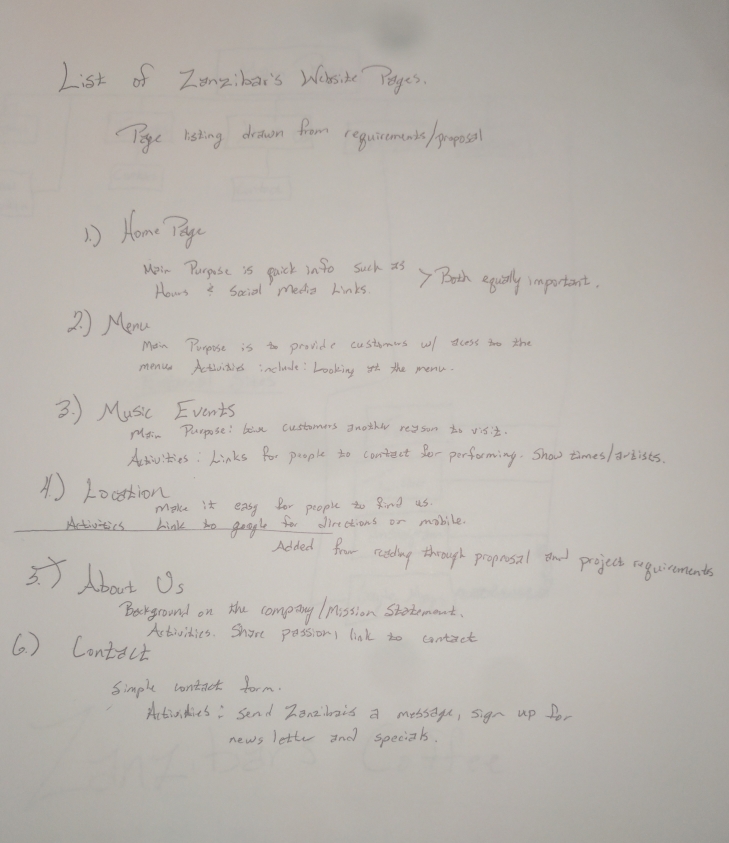 List of Zanzibar's Website Pages.
Page listing drawn from requirements/proposal
1.) Home Page
Main Purpose is quick info such as > Both equally important.
Hours & Social Media Links
2.) Menu
Main Purpose is to provide customers w/ access to the
menu Activities include: Looking at the menu.
3.) Music Events
Main Purpose: customers another reason to visit.
Activities: Links for people to contact for performing. Show times/artists.
4.) Location
Make it easy for people to find us.
Activities Link to google for directions or mobile.
Added from reading through proprosal and project requirements
5.) About Us
Background on the company/Mission Statement.
Activities. Share passion, link to contact
6.) Contact
Simple contact form.
Activities: Send Zanzibars a message, sign up for
news letter and specials.
Zanzibar's Coffee